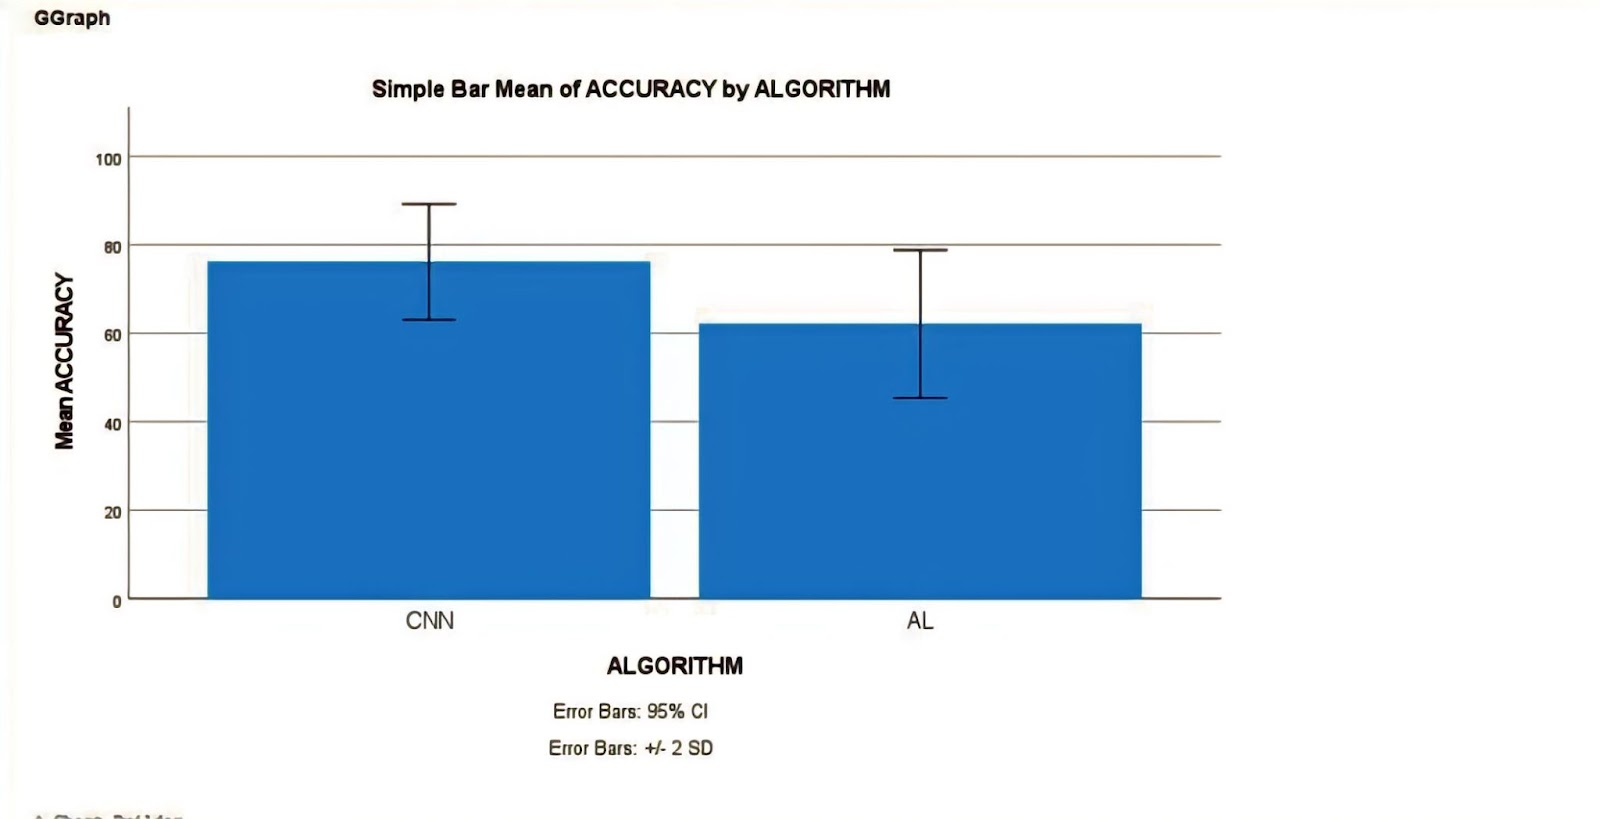 GGraph
Simple Bar Mean of ACCURACY by ALGORITHM
Mean ACCURACY
100
80
60
40
20
0
CNN AL
ALGORITHM
Error Bars: 95% CI
Error Bars: +/- 2 SD